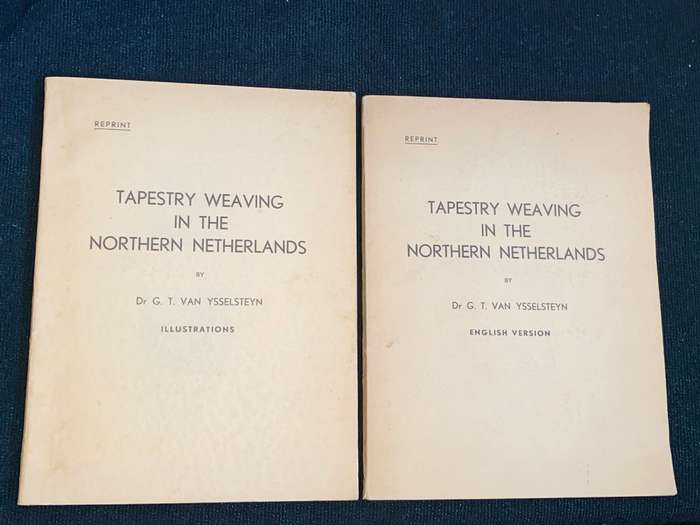 REPRINT
TAPESTRY WEAVING
IN THE
NORTHERN NETHERLANDS
BY
Dr G. T. VAN YSSELSTEYN
ILLUSTRATIONS
REPRINT
TAPESTRY WEAVING
IN THE
NORTHERN NETHERLANDS
BY
Dr G. T. VAN YSSELSTEYN
ENGLISH VERSION